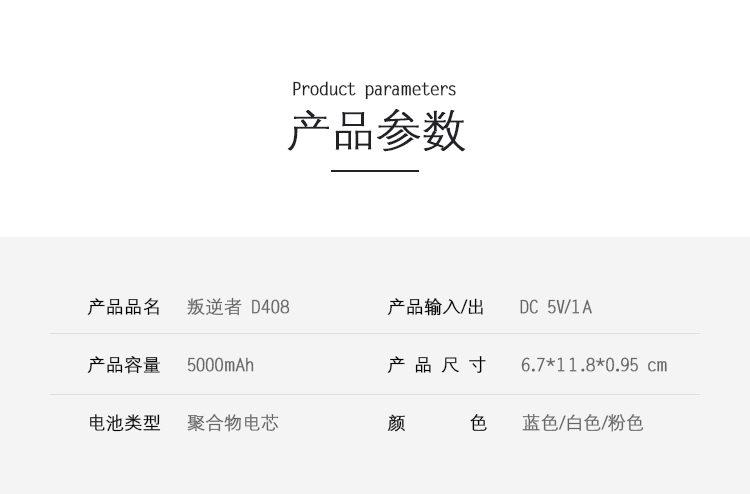 Product parameters
产品参数
产品品名 叛逆者 D408 产品输入/出 DC 5V/1A
产品容量 5000mAh 产品尺寸 6.7*11.8*0.95 cm
电池类型 聚合物电芯 颜色 蓝色/白色/粉色